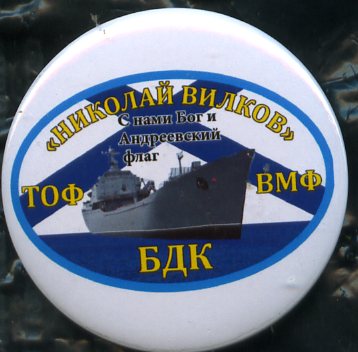 «НИКОЛАЙ ВИЛКОВ»
С нами Бог и
Андреевский
флаг
ТОФ
ВМФ
БДК